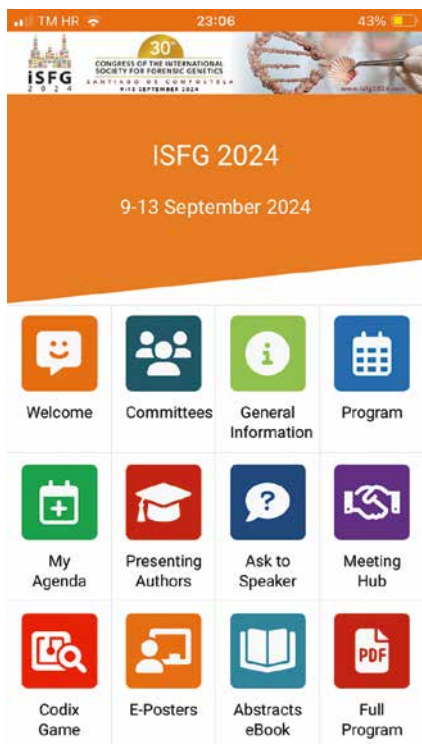 TM HR 23:06 43%
30th
CONGRESS OF THE INTERNATIONAL
SOCIETY FOR FORENSIC GENETICS
SANTIAGO DE COMPOSTELA
9-13 SEPTEMBER 2024
iSFG
2024
www.isfg2024.com
ISFG 2024
9-13 September 2024
Welcome Committees General Program
Information
My Presenting Ask to Meeting
Agenda Authors Speaker Hub
PDF
Codix E-Posters Abstracts Full
Game eBook Program